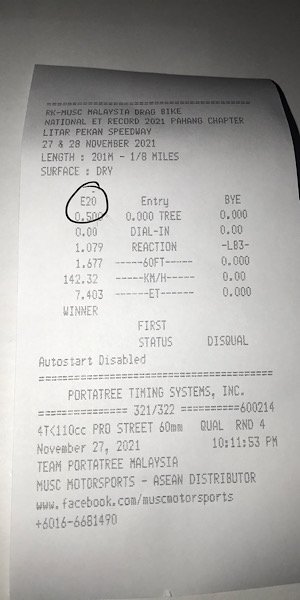 ==========================================
RK-MUSC MALAYSIA DRAG BIKE
NATIONAL ET RECORD 2021 PAHANG CHAPTER
LITAR PEKAN SPEEDWAY
27 & 28 NOVEMBER 2021
LENGTH : 201M - 1/8 MILES
SURFACE : DRY
E20 Entry BYE
0.500 0.000 TREE 0.000
0.00 DIAL-IN 0.00
1.079 REACTION -LB3-
1.677 -----60FT----- 0.000
142.32 -----KM/H----- 0.00
7.403 ------ET------ 0.000
WINNER
FIRST
STATUS DISQUAL
Autostart Disabled
========================================
PORTATREE TIMING SYSTEMS, INC.
============= 321/322 ==========600214
4T<110cc PRO STREET 60mm QUAL RND 4
November 27, 2021 10:11:53 PM
TEAM PORTATREE MALAYSIA
MUSC MOTORSPORTS - ASEAN DISTRIBUTOR
www.facebook.com/muscmotorsports
+6016-6681490